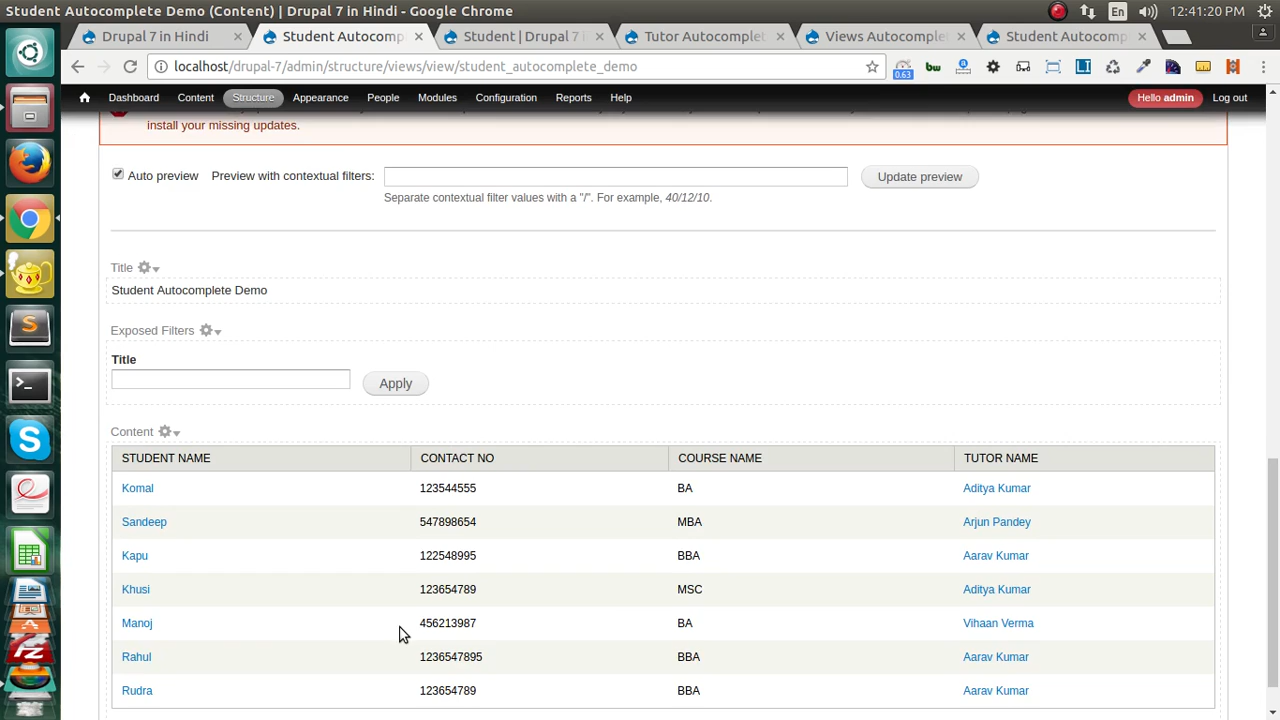 Student Autocomplete Demo (Content) | Drupal 7 in Hindi - Google Chrome
En
12:41:20 PM
Drupal 7 in Hindi
Student Autocomp
Student | Drupal 7 i
Tutor Autocomplet
Views Autocomplet
Student Autocomp
localhost/drupal-7/admin/structure/views/view/student_autocomplete_demo
0.63
Dashboard Content Structure Appearance People Modules Configuration Reports Help Hello admin Log out
install your missing updates.
Auto preview Preview with contextual filters: Update preview
Separate contextual filter values with a "/". For example, 40/12/10.
Title
Student Autocomplete Demo
Exposed Filters
Title
Apply
Content
STUDENT NAME CONTACT NO COURSE NAME TUTOR NAME
Komal 123544555 BA Aditya Kumar
Sandeep 547898654 MBA Arjun Pandey
Kapu 122548995 BBA Aarav Kumar
Khusi 123654789 MSC Aditya Kumar
Manoj 456213987 BA Vihaan Verma
Rahul 1236547895 BBA Aarav Kumar
Rudra 123654789 BBA Aarav Kumar